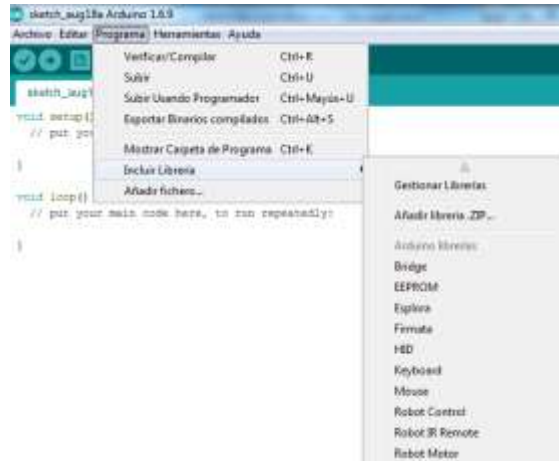 sketch_aug18a Arduino 1.6.9
Archivo Editar Programa Herramientas Ayuda
Verificar/Compilar Ctrl+R
Subir Ctrl+U
Subir Usando Programador Ctrl+Mayús+U
Exportar Binarios compilados Ctrl+Alt+S
Mostrar Carpeta de Programa Ctrl+K
Incluir Librería
Añadir fichero...
sketch_aug1
void setup()
// put you
}
void loop()
// put your main code here, to run repeatedly:
}
Gestionar Librerías
Añadir librería .ZIP...
Arduino librerías
Bridge
EEPROM
Esplora
Firmata
HID
Keyboard
Mouse
Robot Control
Robot IR Remote
Robot Motor